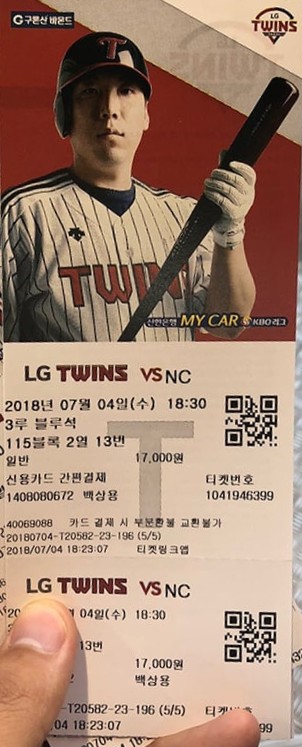 G구론산 바몬드
LG
TWINS
TWINS
T
TWINS
신한은행 MY CAR KBO리그
LG TWINS VS NC
2018년 07월 04일(수) 18:30
3루 블루석
115블록 2열 13번
일반 17,000원
신용카드 간편결제 티켓번호
1408080672 백상용 1041946399
40069088 카드 결제 시 부분환불 교환불가
20180704-T20582-23-196 (5/5)
2018/07/04 18:23:07 티켓링크앱
T
LG TWINS VS NC
04일(수) 18:30
13번
17,000원
백상용
-T20582-23-196 (5/5)
04 18:23:07
99